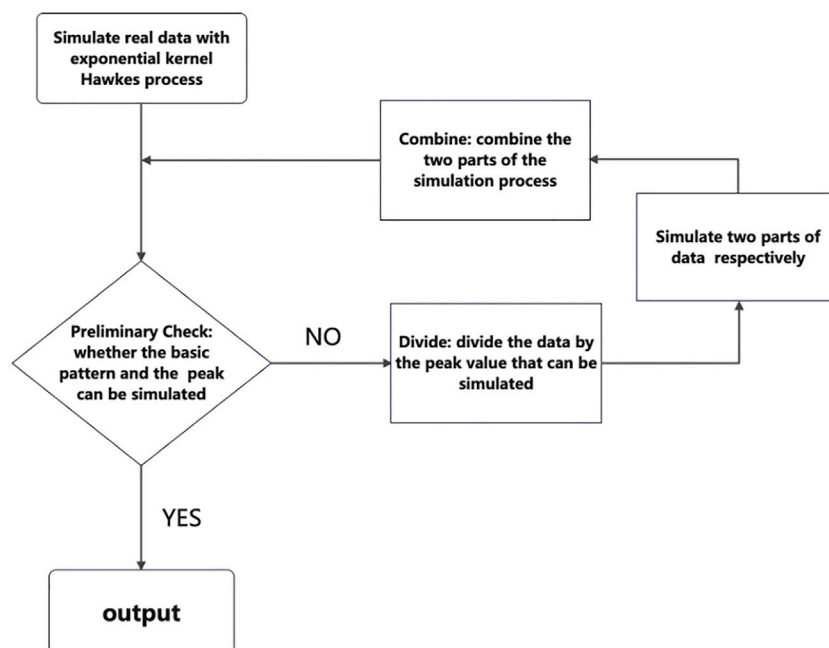 Simulate real data with
exponential kernel
Hawkes process
Combine: combine the
two parts of the
simulation process
Simulate two parts of
data respectively
Preliminary Check:
whether the basic
pattern and the peak
can be simulated
NO
Divide: divide the data by
the peak value that can be
simulated
YES
output